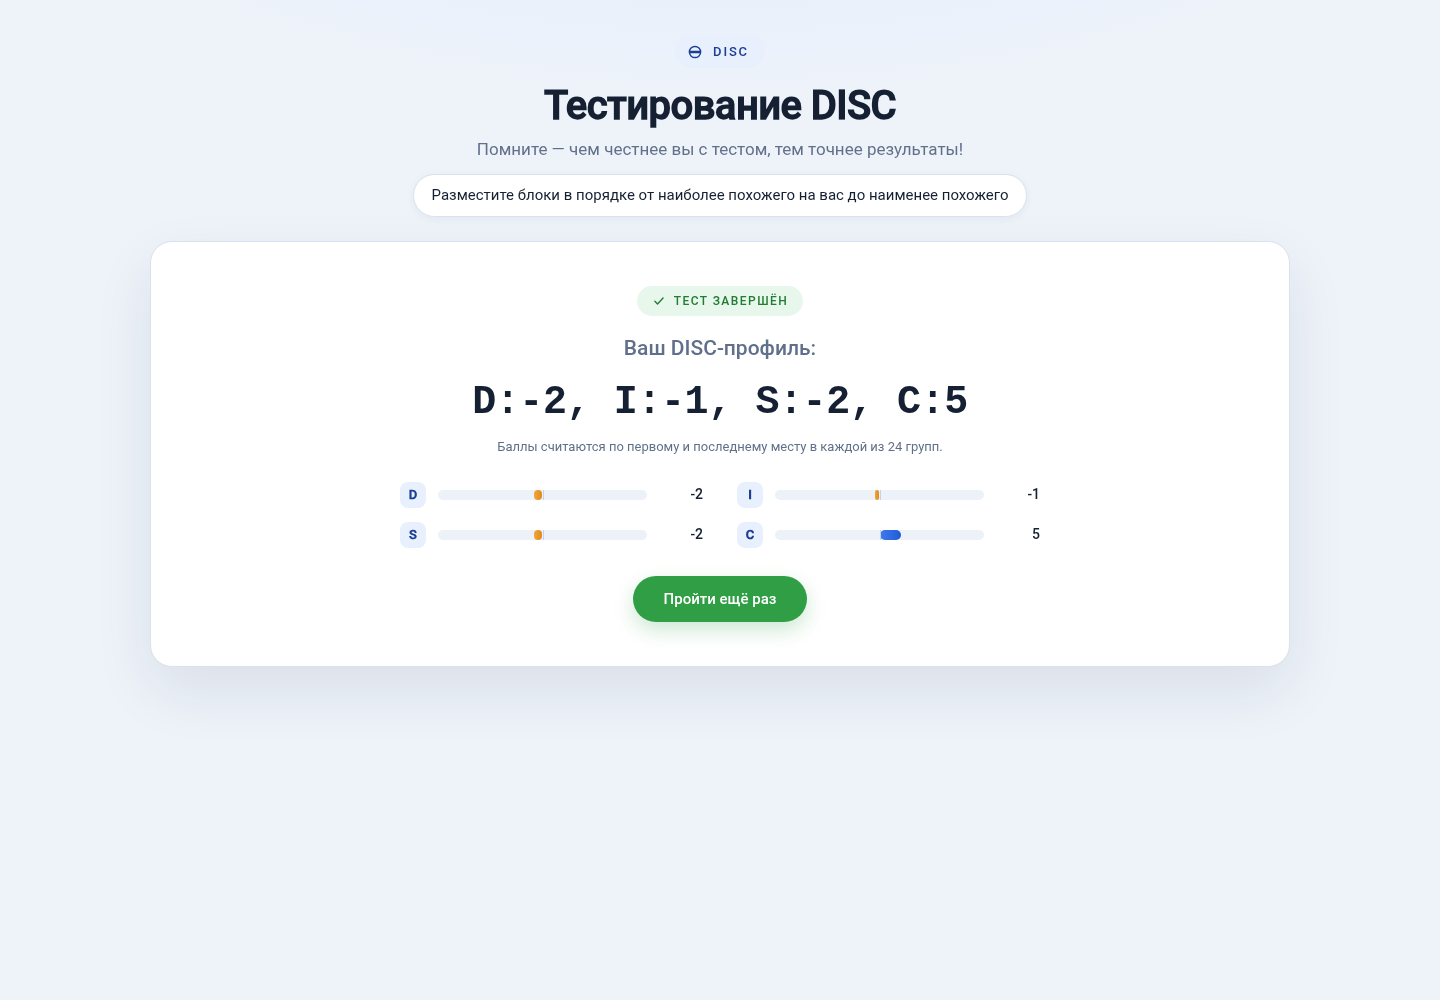 DISC
Тестирование DISC
Помните — чем честнее вы с тестом, тем точнее результаты!
Разместите блоки в порядке от наиболее похожего на вас до наименее похожего
ТЕСТ ЗАВЕРШЁН
Ваш DISC-профиль:
D:-2, I:-1, S:-2, C:5
Баллы считаются по первому и последнему месту в каждой из 24 групп.
D -2 I -1
S -2 C 5
Пройти ещё раз